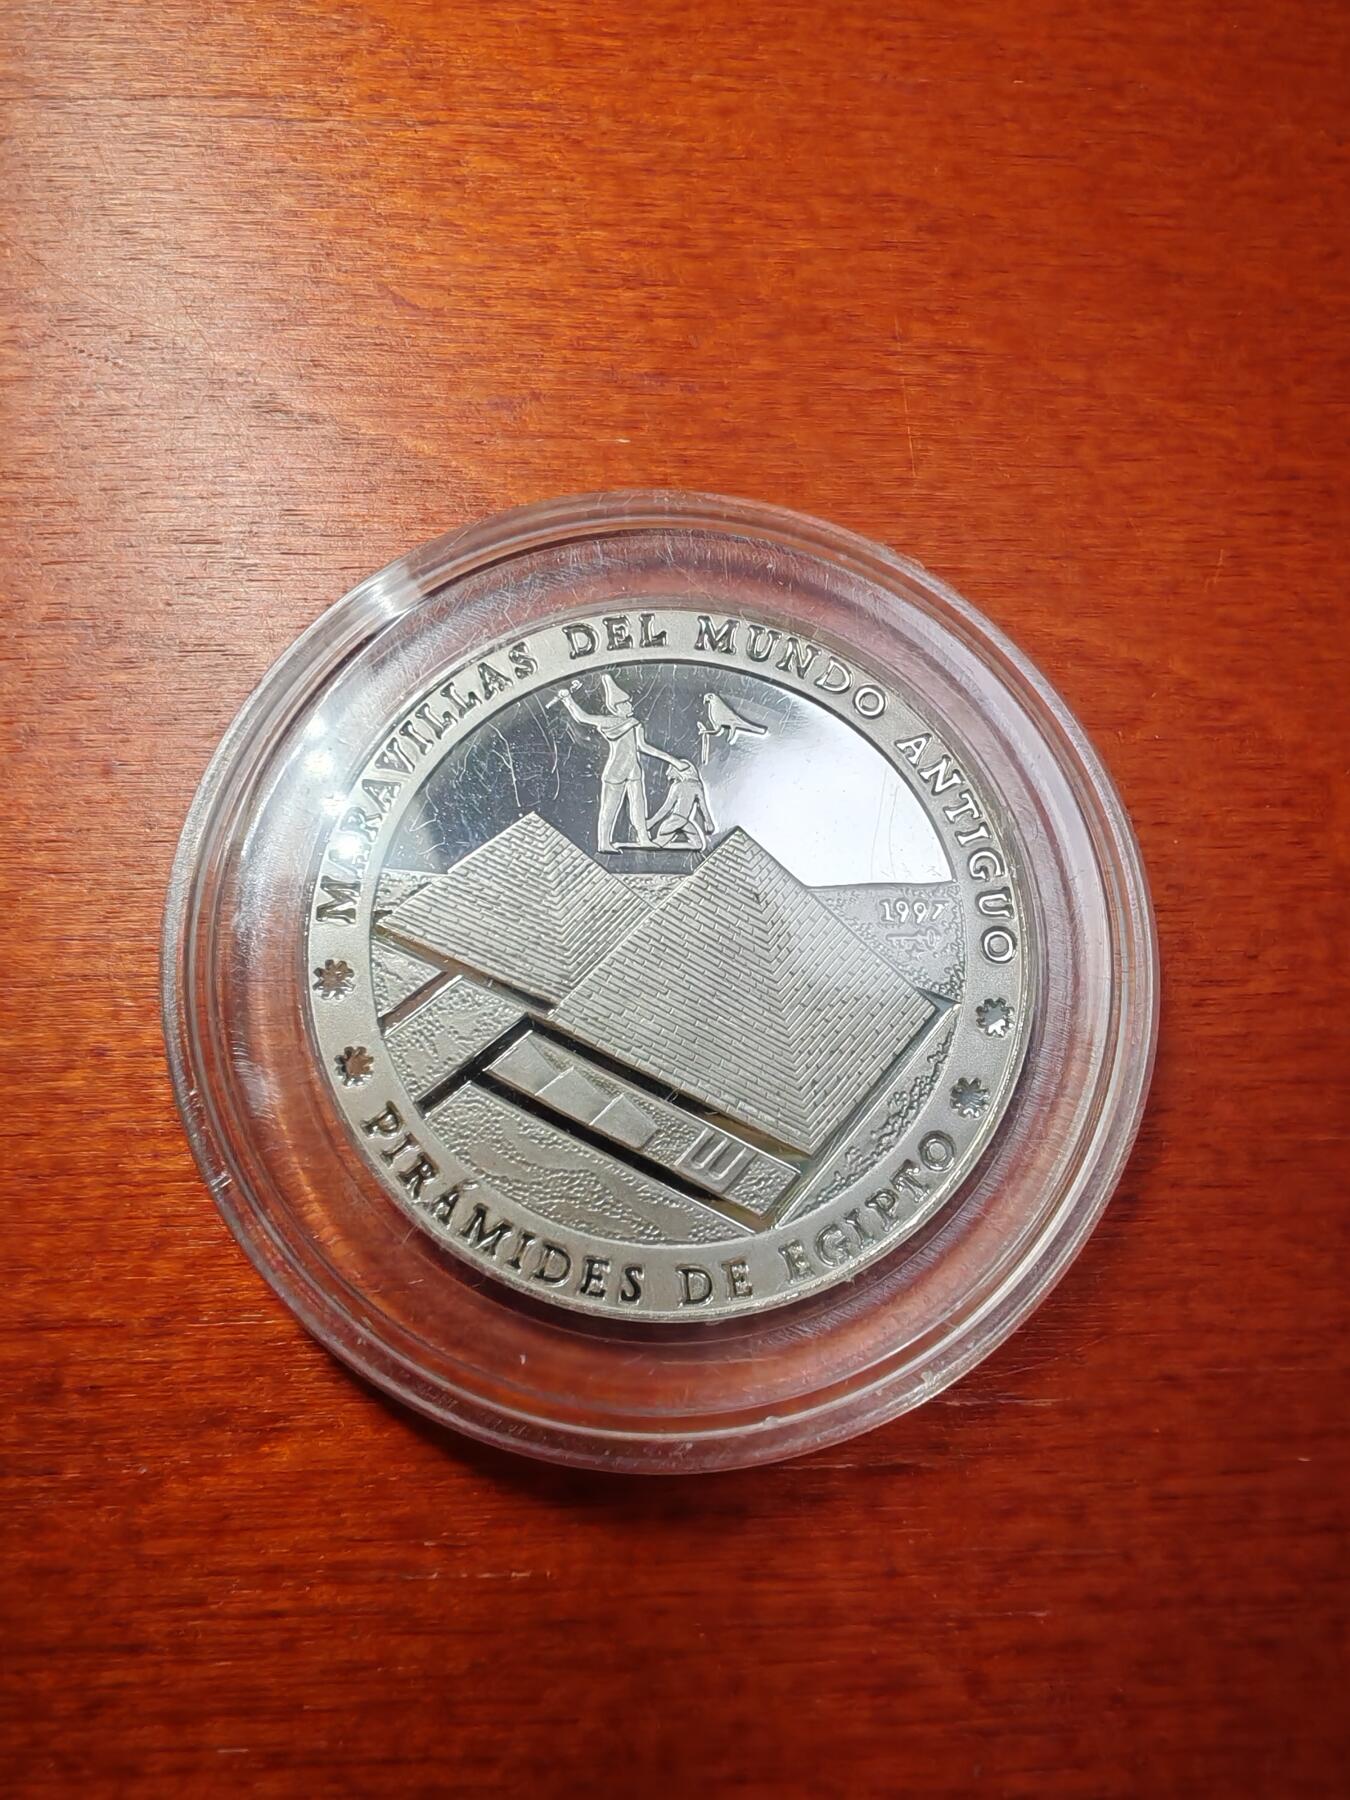 MARAVILLAS DEL MUNDO ANTIGUO
1997
PIRÁMIDES DE EGIPTO